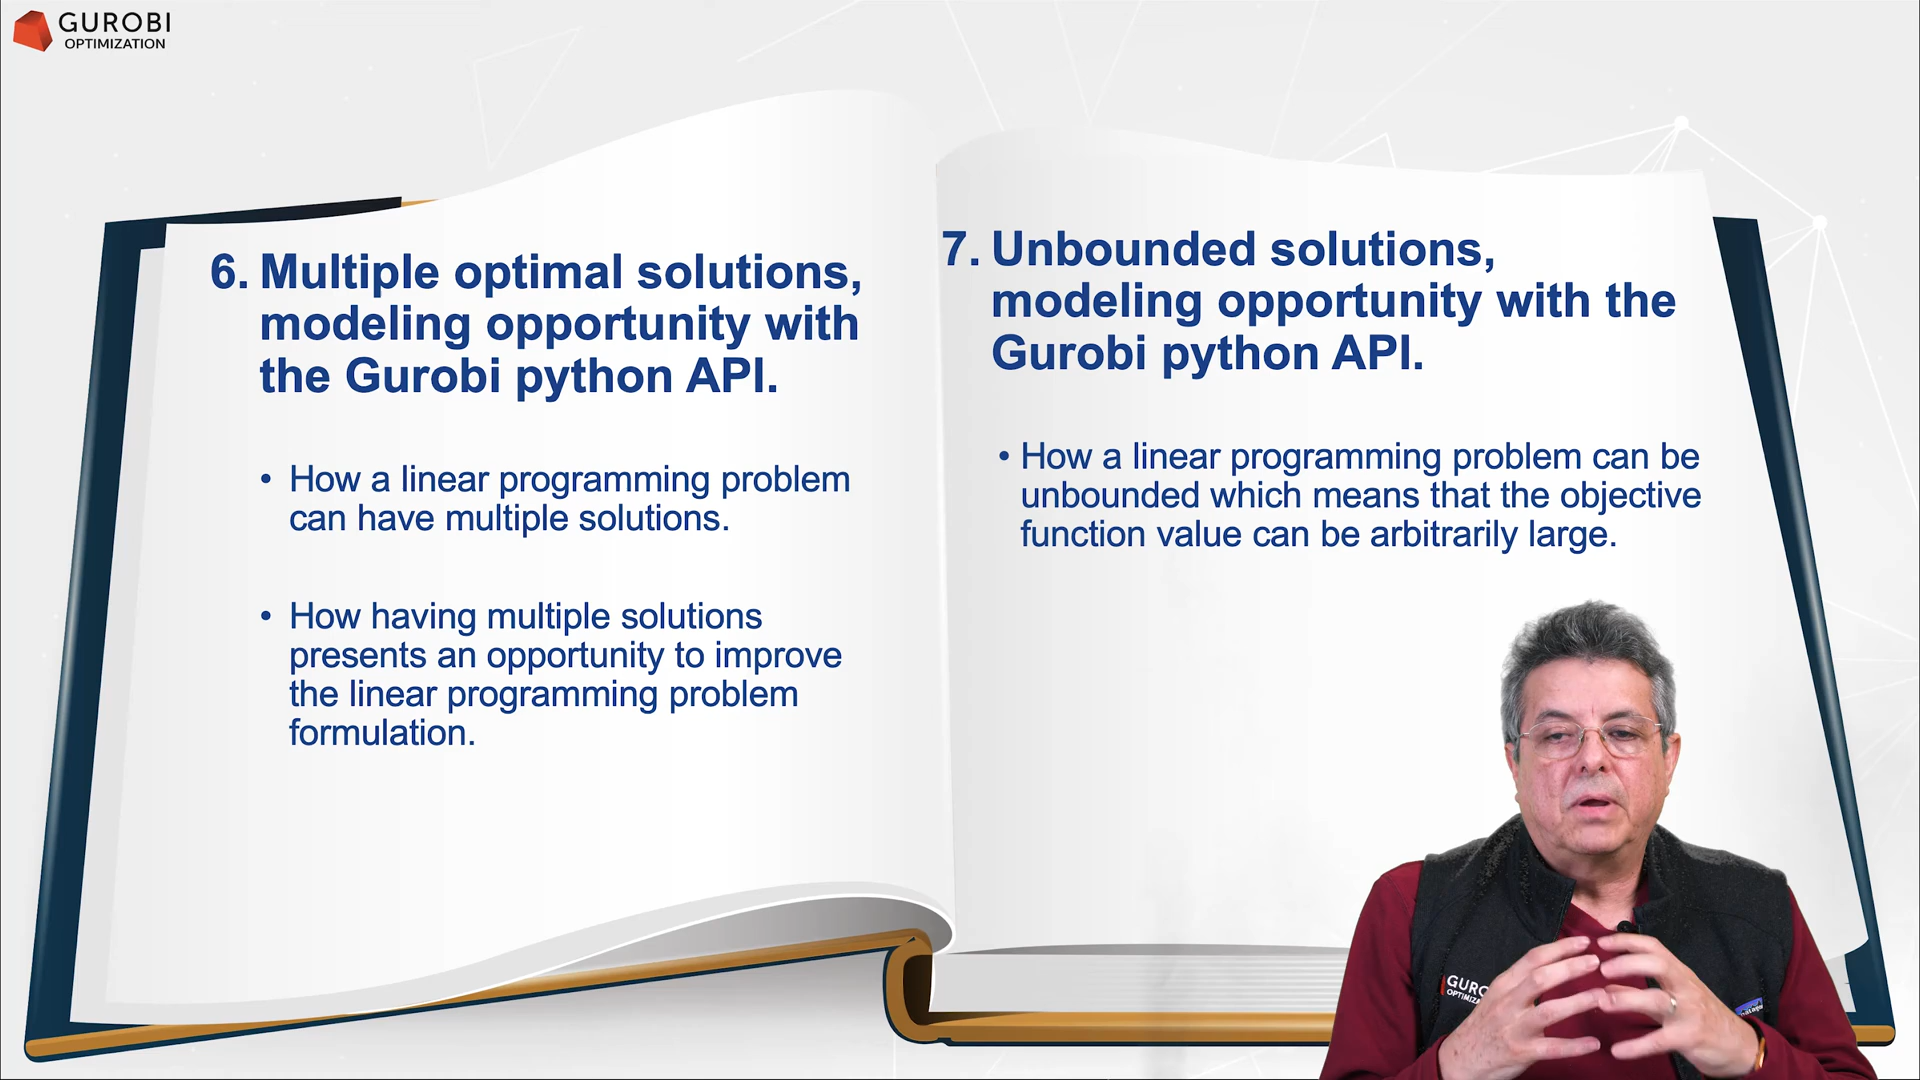 GUROBI
OPTIMIZATION
6. Multiple optimal solutions,
modeling opportunity with
the Gurobi python API.
• How a linear programming problem
can have multiple solutions.
• How having multiple solutions
presents an opportunity to improve
the linear programming problem
formulation.
7. Unbounded solutions,
modeling opportunity with the
Gurobi python API.
• How a linear programming problem can be
unbounded which means that the objective
function value can be arbitrarily large.